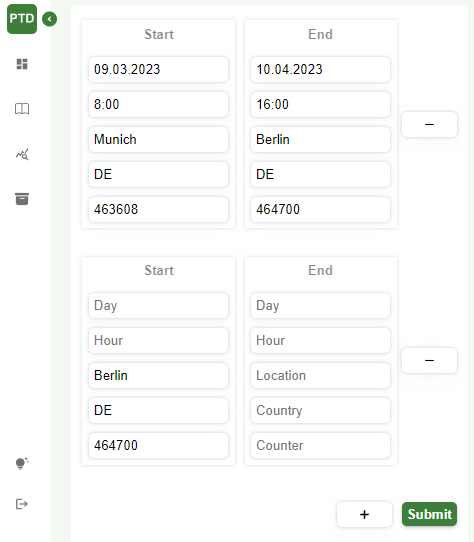 PTD
Start
End
09.03.2023
10.04.2023
8:00
16:00
Munich
Berlin
−
DE
DE
463608
464700
Start
End
Day
Day
Hour
Hour
Berlin
Location
−
DE
Country
464700
Counter
+
Submit